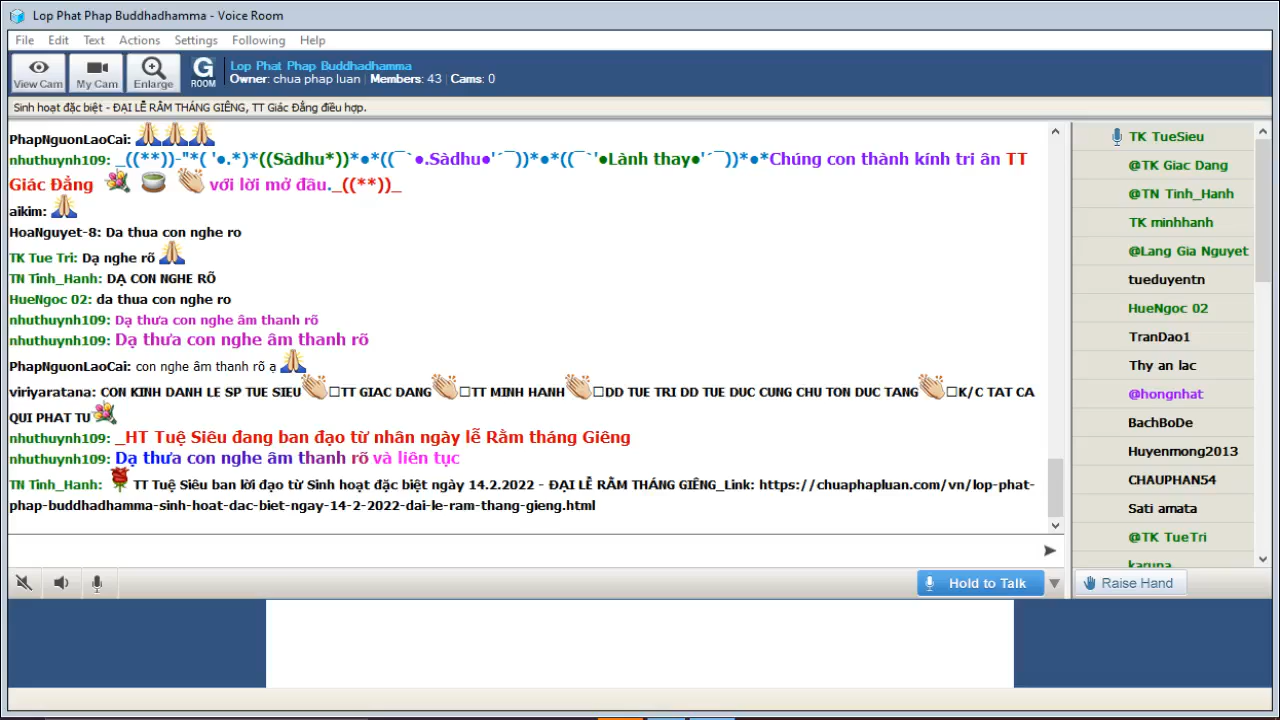 Lop Phat Phap Buddhadhamma - Voice Room
File Edit Text Actions Settings Following Help
View Cam My Cam Enlarge G ROOM
Lop Phat Phap Buddhadhamma
Owner: chua phap luan | Members: 43 | Cams: 0
Sinh hoạt đặc biệt - ĐẠI LỄ RẰM THÁNG GIÊNG, TT Giác Đẳng điều hợp.
PhapNguonLaoCai:
nhuthuynh109: _((**))-"*( '●.*)*((Sàdhu*))*●*((¯`●.Sàdhu●'´¯))*●*((¯`'●Lành thay●'´¯))*●*Chúng con thành kính tri ân TT
Giác Đẳng với lời mở đầu._((**))_
aikim:
HoaNguyet-8: Da thua con nghe ro
TK Tue Tri: Dạ nghe rõ
TN Tinh_Hanh: DẠ CON NGHE RÕ
HueNgoc 02: da thua con nghe ro
nhuthuynh109: Dạ thưa con nghe âm thanh rõ
nhuthuynh109: Dạ thưa con nghe âm thanh rõ
PhapNguonLaoCai: con nghe âm thanh rõ ạ
viriyaratana: CON KINH DANH LE SP TUE SIEU□TT GIAC DANG□TT MINH HANH□DD TUE TRI DD TUE DUC CUNG CHU TON DUC TANG□K/C TAT CA
QUI PHAT TU
nhuthuynh109: _HT Tuệ Siêu đang ban đạo từ nhân ngày lễ Rằm tháng Giêng
nhuthuynh109: Dạ thưa con nghe âm thanh rõ và liên tục
TN Tinh_Hanh: TT Tuệ Siêu ban lời đạo từ Sinh hoạt đặc biệt ngày 14.2.2022 - ĐẠI LỄ RẰM THÁNG GIÊNG_Link: https://chuaphapluan.com/vn/lop-phat-
phap-buddhadhamma-sinh-hoat-dac-biet-ngay-14-2-2022-dai-le-ram-thang-gieng.html
Hold to Talk
TK TueSieu
@TK Giac Dang
@TN Tinh_Hanh
TK minhhanh
@Lang Gia Nguyet
tueduyentn
HueNgoc 02
TranDao1
Thy an lac
@hongnhat
BachBoDe
Huyenmong2013
CHAUPHAN54
Sati amata
@TK TueTri
karuna
Raise Hand